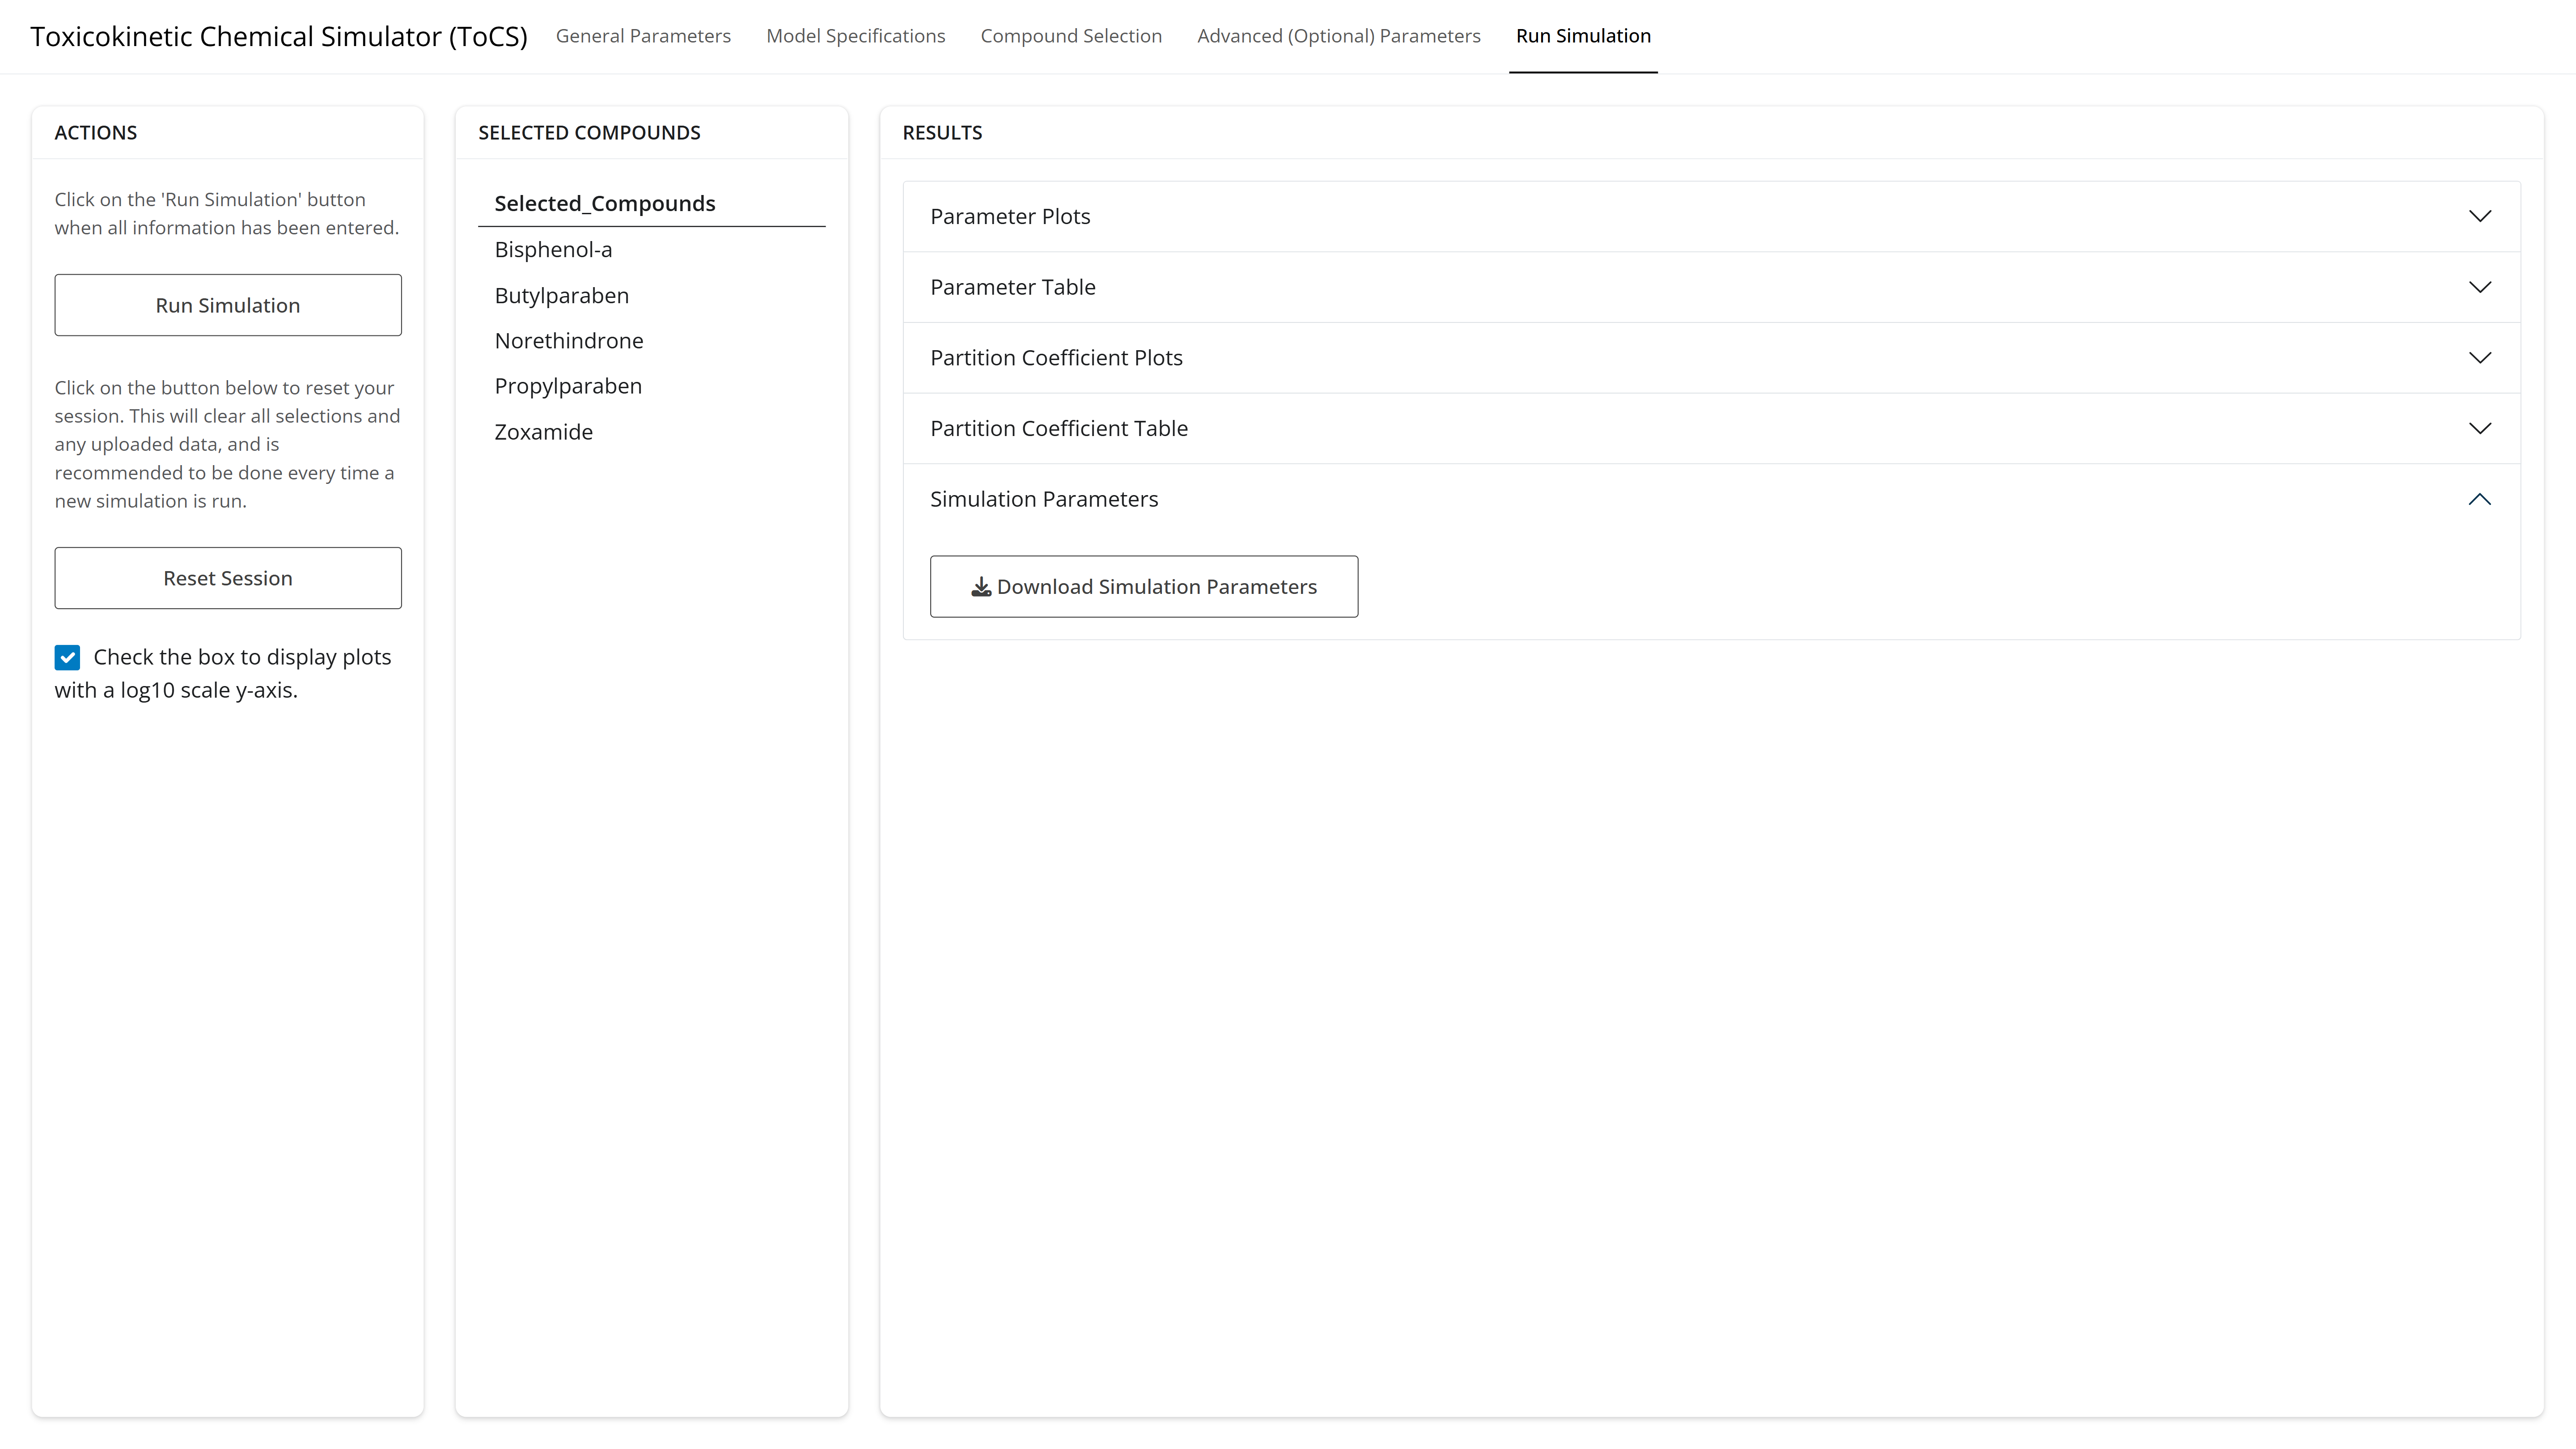 Toxicokinetic Chemical Simulator (ToCS)
General Parameters
Model Specifications
Compound Selection
Advanced (Optional) Parameters
Run Simulation
ACTIONS
Click on the 'Run Simulation' button
when all information has been entered.
Run Simulation
Click on the button below to reset your
session. This will clear all selections and
any uploaded data, and is
recommended to be done every time a
new simulation is run.
Reset Session
Check the box to display plots
with a log10 scale y-axis.
SELECTED COMPOUNDS
Selected_Compounds
Bisphenol-a
Butylparaben
Norethindrone
Propylparaben
Zoxamide
RESULTS
Parameter Plots
Parameter Table
Partition Coefficient Plots
Partition Coefficient Table
Simulation Parameters
Download Simulation Parameters